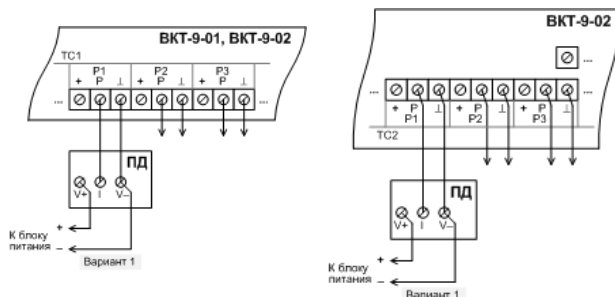 ВКТ-9-01, ВКТ-9-02
ТС1
P1 P2 P3
+ P ⊥ + P ⊥ + P ⊥
... ...
ПД
V+ I V–
К блоку питания
+
–
Вариант 1
ВКТ-9-02
...
... ...
+ P ⊥ + P ⊥ + P ⊥
P1 P2 P3
ТС2
ПД
V+ I V–
К блоку питания
+
–
Вариант 1